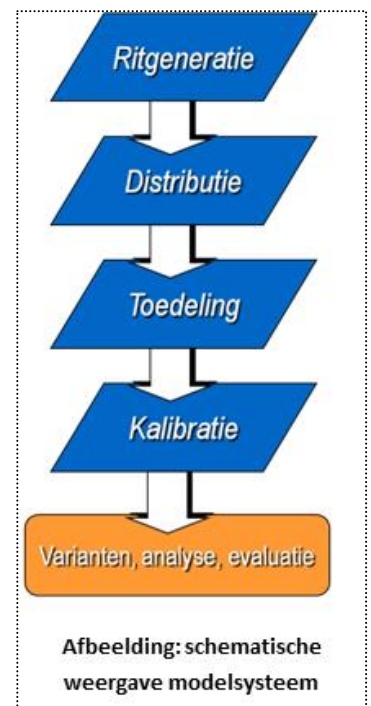 Ritgeneratie
Distributie
Toedeling
Kalibratie
Varianten, analyse, evaluatie
Afbeelding: schematische
weergave modelsysteem